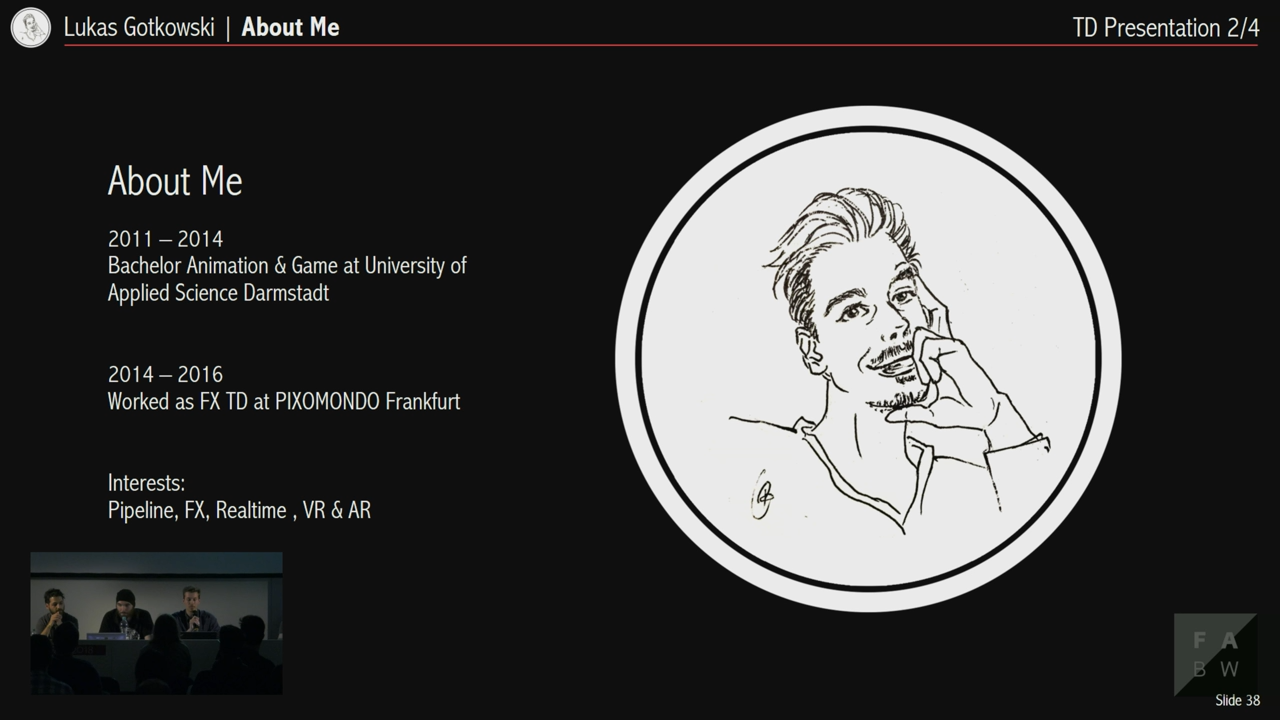 Lukas Gotkowski | About Me
TD Presentation 2/4
About Me
2011 – 2014
Bachelor Animation & Game at University of
Applied Science Darmstadt
2014 – 2016
Worked as FX TD at PIXOMONDO Frankfurt
Interests:
Pipeline, FX, Realtime , VR & AR
F A
B W
Slide 38